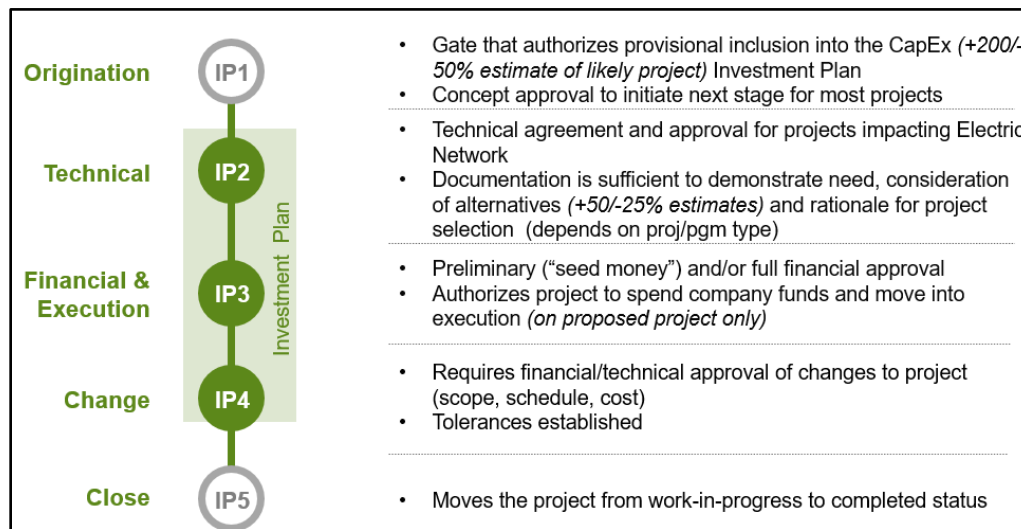 Origination
IP1
• Gate that authorizes provisional inclusion into the CapEx (+200/-
50% estimate of likely project) Investment Plan
• Concept approval to initiate next stage for most projects
Technical
IP2
• Technical agreement and approval for projects impacting Electric
Network
• Documentation is sufficient to demonstrate need, consideration
of alternatives (+50/-25% estimates) and rationale for project
selection (depends on proj/pgm type)
Investment Plan
Financial &
Execution
IP3
• Preliminary (“seed money”) and/or full financial approval
• Authorizes project to spend company funds and move into
execution (on proposed project only)
Change
IP4
• Requires financial/technical approval of changes to project
(scope, schedule, cost)
• Tolerances established
Close
IP5
• Moves the project from work-in-progress to completed status